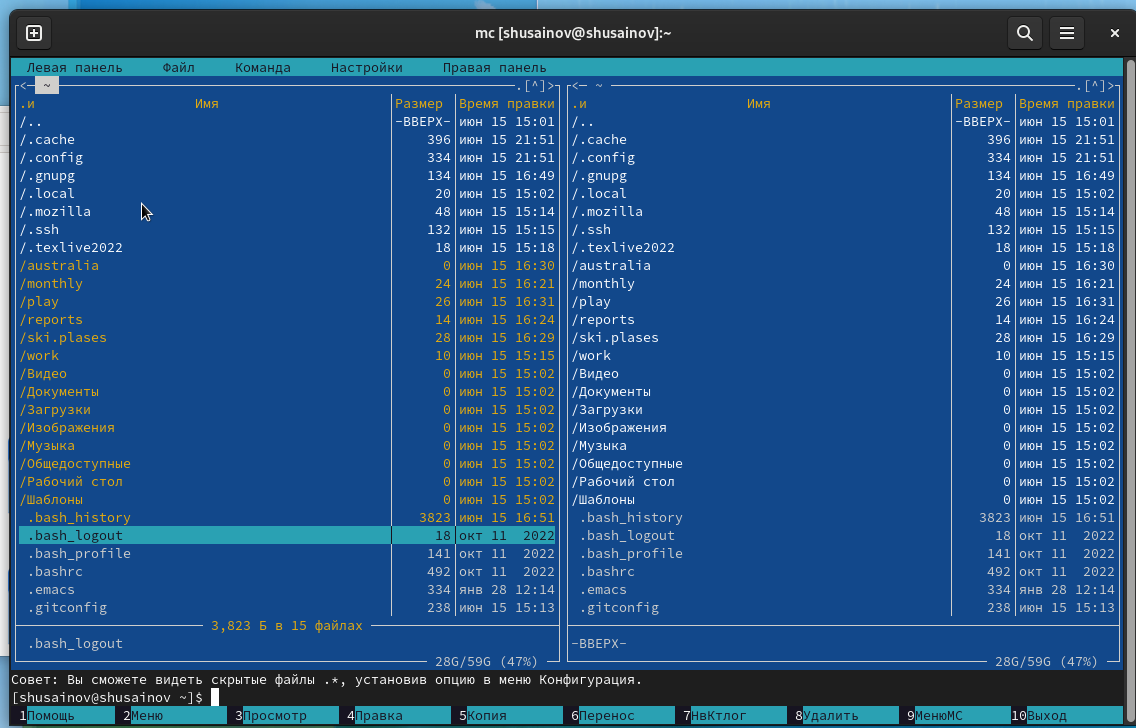 mc [shusainov@shusainov]:~
Левая панель Файл Команда Настройки Правая панель
<— ~ .[^]> <— ~ .[^]>
.и Имя Размер Время правки .и Имя Размер Время правки
/.. -ВВЕРХ- июн 15 15:01 /.. -ВВЕРХ- июн 15 15:01
/.cache 396 июн 15 21:51 /.cache 396 июн 15 21:51
/.config 334 июн 15 21:51 /.config 334 июн 15 21:51
/.gnupg 134 июн 15 16:49 /.gnupg 134 июн 15 16:49
/.local 20 июн 15 15:02 /.local 20 июн 15 15:02
/.mozilla 48 июн 15 15:14 /.mozilla 48 июн 15 15:14
/.ssh 132 июн 15 15:15 /.ssh 132 июн 15 15:15
/.texlive2022 18 июн 15 15:18 /.texlive2022 18 июн 15 15:18
/australia 0 июн 15 16:30 /australia 0 июн 15 16:30
/monthly 24 июн 15 16:21 /monthly 24 июн 15 16:21
/play 26 июн 15 16:31 /play 26 июн 15 16:31
/reports 14 июн 15 16:24 /reports 14 июн 15 16:24
/ski.plases 28 июн 15 16:29 /ski.plases 28 июн 15 16:29
/work 10 июн 15 15:15 /work 10 июн 15 15:15
/Видео 0 июн 15 15:02 /Видео 0 июн 15 15:02
/Документы 0 июн 15 15:02 /Документы 0 июн 15 15:02
/Загрузки 0 июн 15 15:02 /Загрузки 0 июн 15 15:02
/Изображения 0 июн 15 15:02 /Изображения 0 июн 15 15:02
/Музыка 0 июн 15 15:02 /Музыка 0 июн 15 15:02
/Общедоступные 0 июн 15 15:02 /Общедоступные 0 июн 15 15:02
/Рабочий стол 0 июн 15 15:02 /Рабочий стол 0 июн 15 15:02
/Шаблоны 0 июн 15 15:02 /Шаблоны 0 июн 15 15:02
.bash_history 3823 июн 15 16:51 .bash_history 3823 июн 15 16:51
.bash_logout 18 окт 11 2022 .bash_logout 18 окт 11 2022
.bash_profile 141 окт 11 2022 .bash_profile 141 окт 11 2022
.bashrc 492 окт 11 2022 .bashrc 492 окт 11 2022
.emacs 334 янв 28 12:14 .emacs 334 янв 28 12:14
.gitconfig 238 июн 15 15:13 .gitconfig 238 июн 15 15:13
3,823 Б в 15 файлах
.bash_logout -ВВЕРХ-
28G/59G (47%) 28G/59G (47%)
Совет: Вы сможете видеть скрытые файлы .*, установив опцию в меню Конфигурация.
[shusainov@shusainov ~]$
1Помощь 2Меню 3Просмотр 4Правка 5Копия 6Перенос 7НвКтлог 8Удалить 9МенюМС 10Выход